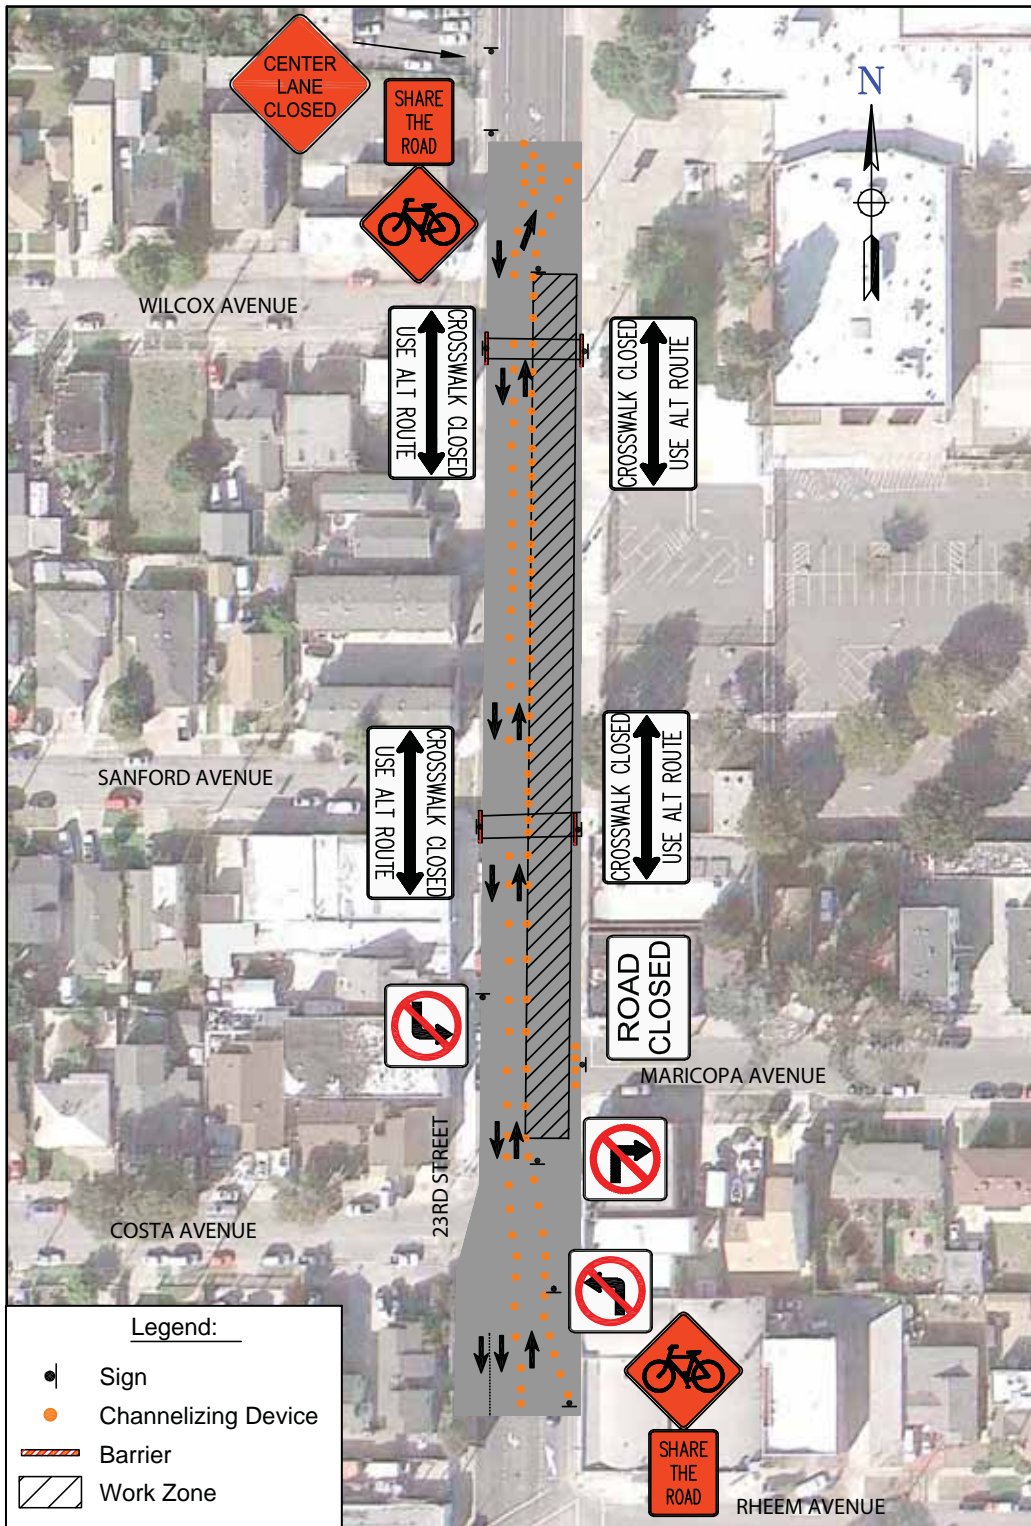 CENTER
LANE
CLOSED
SHARE
THE
ROAD
N
WILCOX AVENUE
CROSSWALK CLOSED
USE ALT ROUTE
CROSSWALK CLOSED
USE ALT ROUTE
SANFORD AVENUE
CROSSWALK CLOSED
USE ALT ROUTE
CROSSWALK CLOSED
USE ALT ROUTE
ROAD
CLOSED
MARICOPA AVENUE
23RD STREET
COSTA AVENUE
Legend:
Sign
Channelizing Device
Barrier
Work Zone
SHARE
THE
ROAD
RHEEM AVENUE